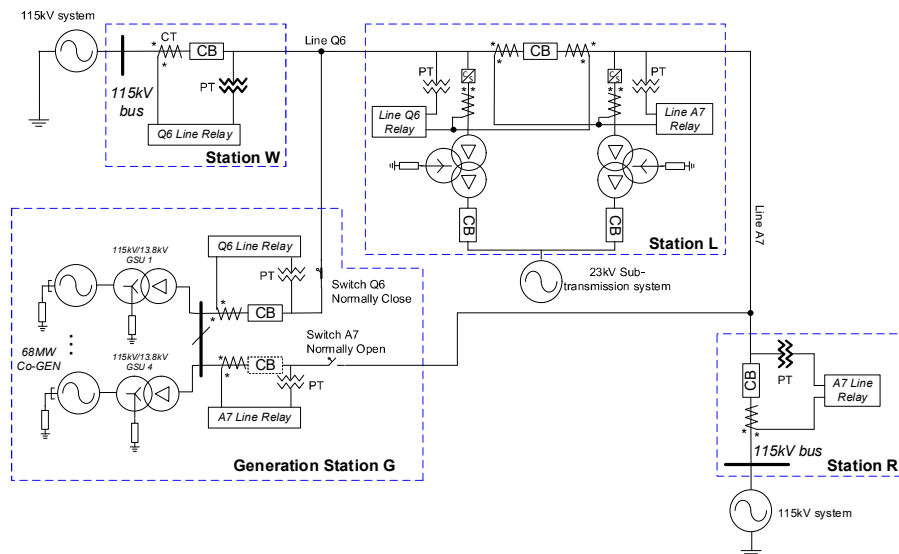 115kV system
CT
*
*
CB
PT
115kV
bus
Q6 Line Relay
Station W
Line Q6
PT
C/S
*
*
Line Q6
Relay
*
CB
*
C/S
*
*
PT
Line A7
Relay
CB
CB
Station L
23kV Sub-
transmission system
Line A7
Q6 Line Relay
PT
*
*
CB
Switch Q6
Normally Close
115kV/13.8kV
GSU 1
68MW
Co-GEN
115kV/13.8kV
GSU 4
*
*
CB
PT
Switch A7
Normally Open
A7 Line Relay
Generation Station G
CB
PT
A7 Line
Relay
*
*
115kV bus
Station R
115kV system